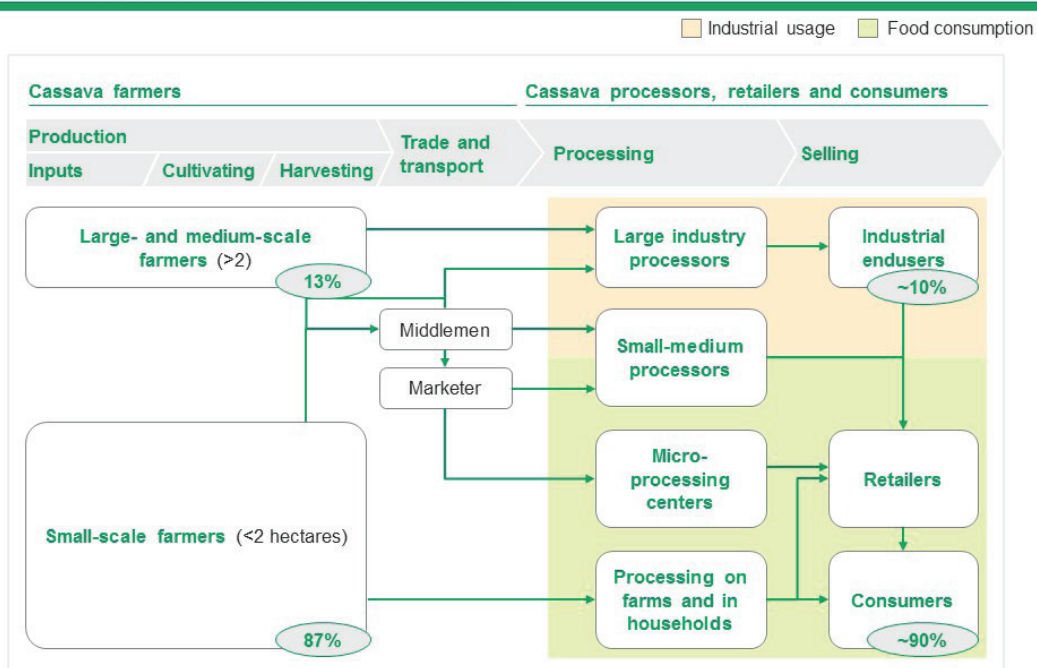 Industrial usage
Food consumption
Cassava farmers
Cassava processors, retailers and consumers
Production
Inputs
Cultivating
Harvesting
Trade and
transport
Processing
Selling
Large- and medium-scale
farmers (>2)
13%
Large industry
processors
Industrial
endusers
~10%
Middlemen
Small-medium
processors
Marketer
Micro-
processing
centers
Retailers
Small-scale farmers (<2 hectares)
87%
Processing on
farms and in
households
Consumers
~90%